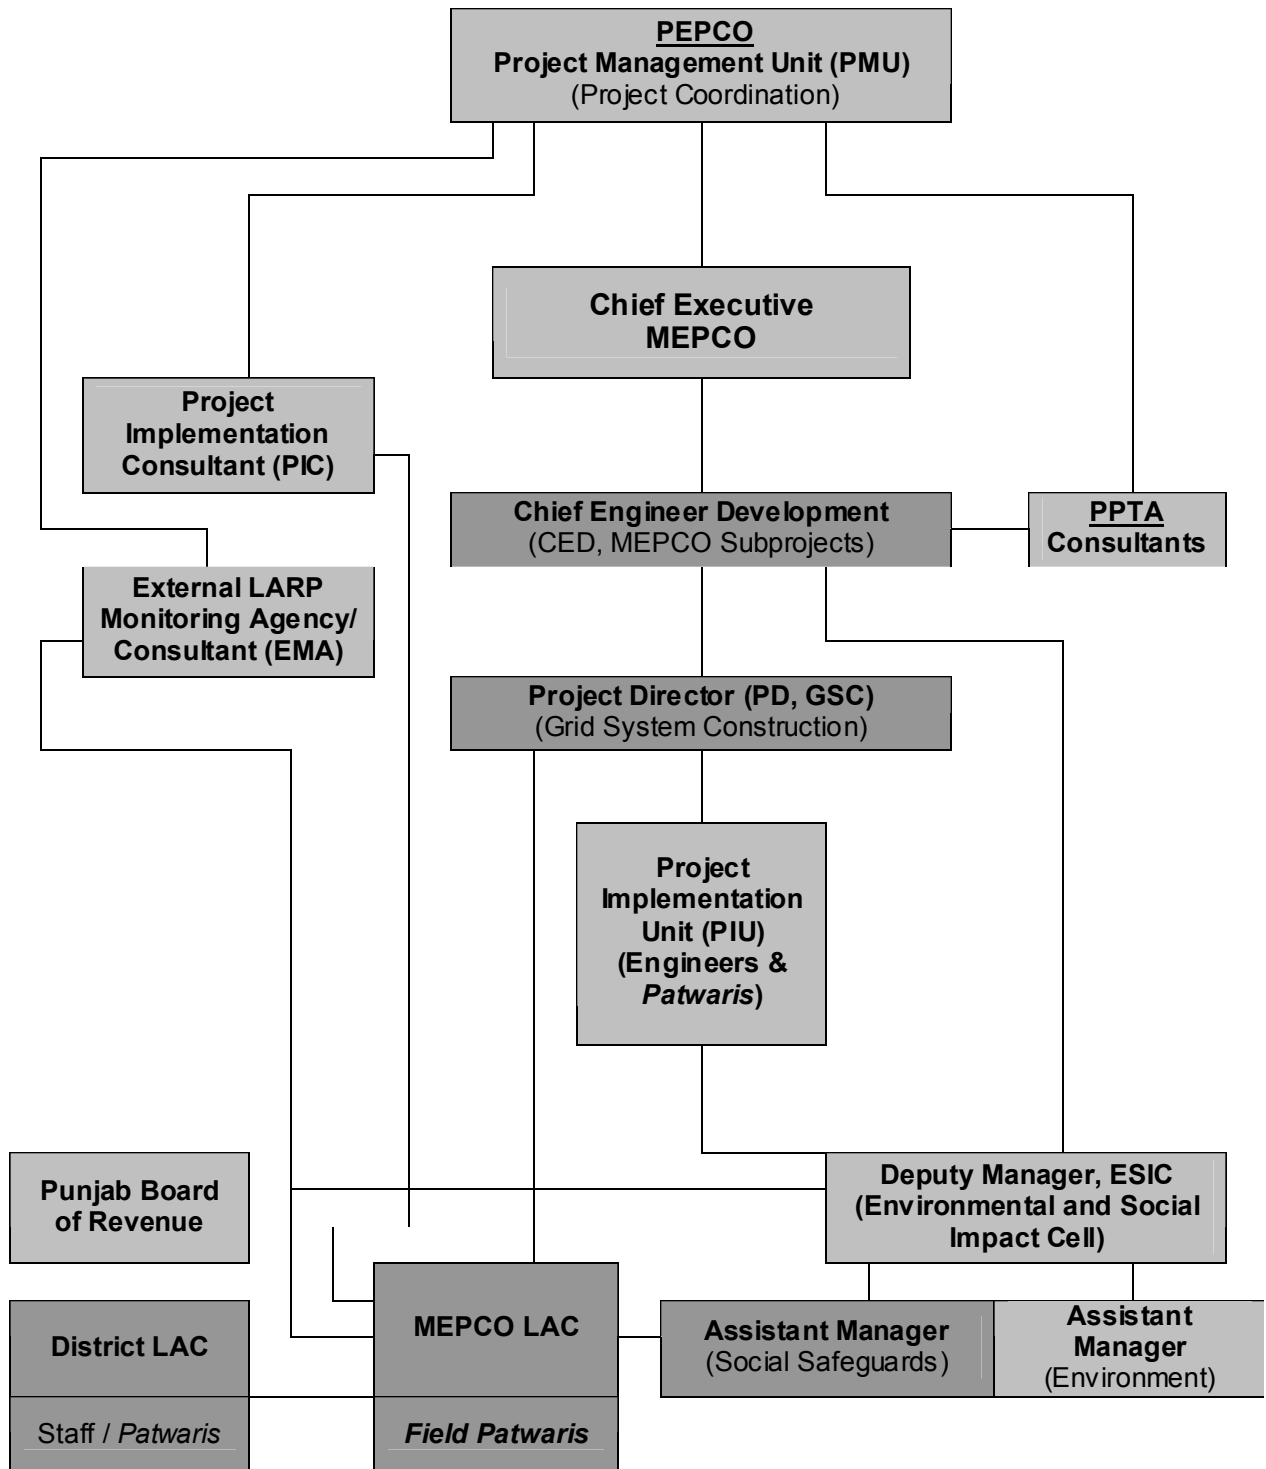 PEPCO
Project Management Unit (PMU)
(Project Coordination)
Chief Executive
MEPCO
Project
Implementation
Consultant (PIC)
Chief Engineer Development
(CED, MEPCO Subprojects)
PPTA
Consultants
External LARP
Monitoring Agency/
Consultant (EMA)
Project Director (PD, GSC)
(Grid System Construction)
Project
Implementation
Unit (PIU)
(Engineers &
Patwaris)
Punjab Board
of Revenue
Deputy Manager, ESIC
(Environmental and Social
Impact Cell)
District LAC
MEPCO LAC
Assistant Manager
(Social Safeguards)
Assistant
Manager
(Environment)
Staff / Patwaris
Field Patwaris